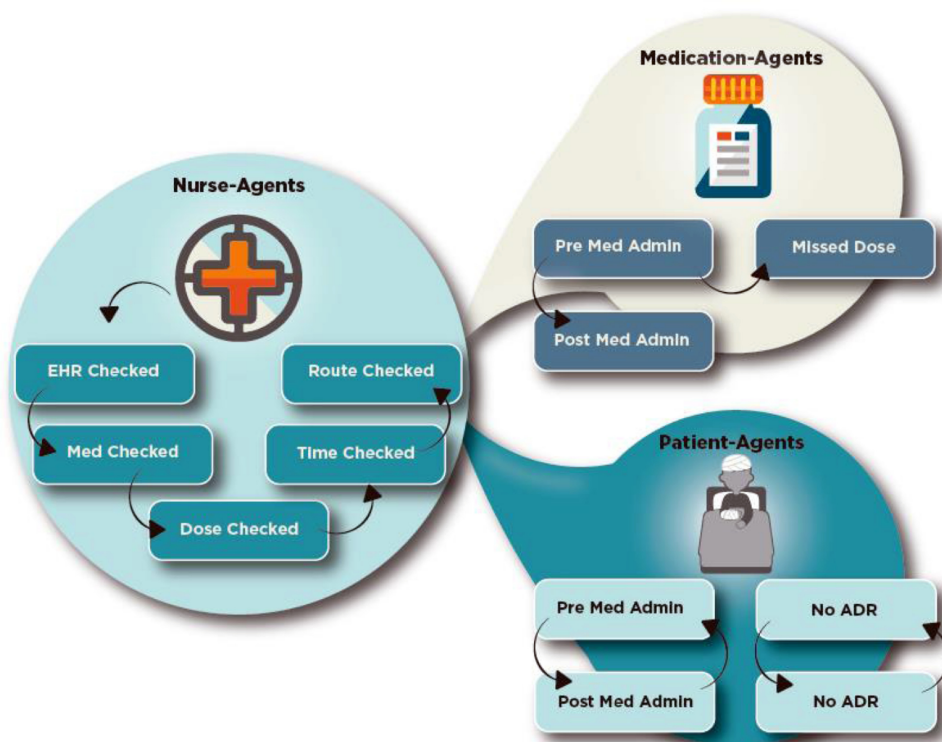 Medication-Agents
Pre Med Admin
Missed Dose
Post Med Admin
Nurse-Agents
EHR Checked
Route Checked
Med Checked
Time Checked
Dose Checked
Patient-Agents
Pre Med Admin
No ADR
Post Med Admin
No ADR